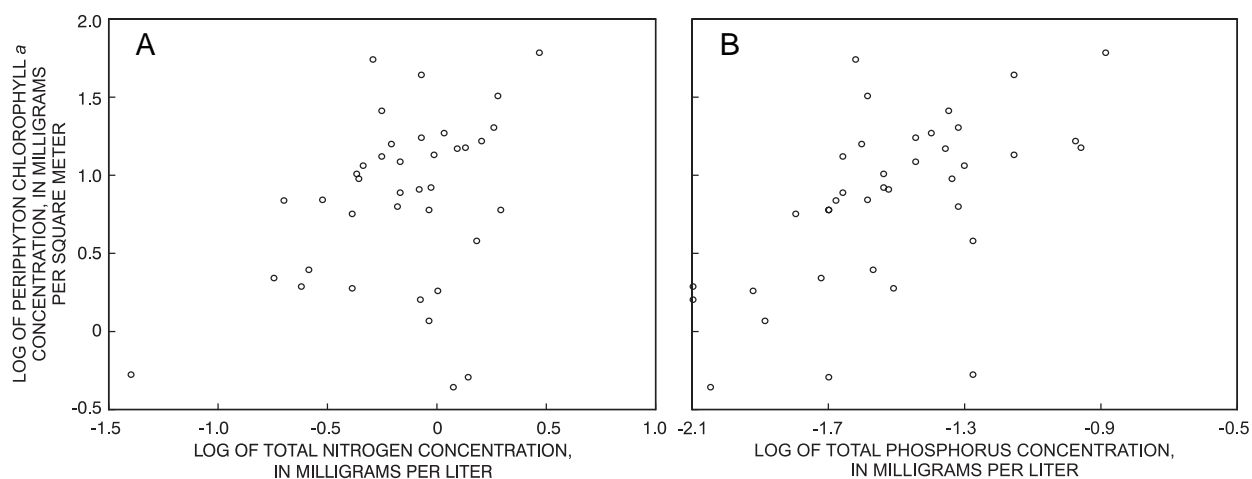 LOG OF PERIPHYTON CHLOROPHYLL a
CONCENTRATION, IN MILLIGRAMS
PER SQUARE METER
2.0
1.5
1.0
0.5
0
-0.5
A
-1.5
-1.0
-0.5
0
0.5
1.0
LOG OF TOTAL NITROGEN CONCENTRATION,
IN MILLIGRAMS PER LITER
B
-2.1
-1.7
-1.3
-0.9
-0.5
LOG OF TOTAL PHOSPHORUS CONCENTRATION,
IN MILLIGRAMS PER LITER